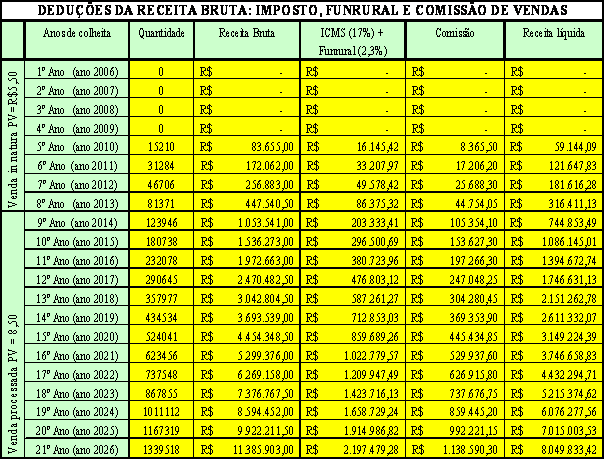 DEDUÇÕES DA RECEITA BRUTA: IMPOSTO, FUNRURAL E COMISSÃO DE VENDAS
Anos de colheita Quantidade Receita Bruta ICMS (17%) + Funrural (2,3%) Comissão Receita líquida
Venda in natura PV= R$5,50
1º Ano (ano 2006) 0 R$ - R$ - R$ - R$ -
2º Ano (ano 2007) 0 R$ - R$ - R$ - R$ -
3º Ano (ano 2008) 0 R$ - R$ - R$ - R$ -
4º Ano (ano 2009) 0 R$ - R$ - R$ - R$ -
5º Ano (ano 2010) 15210 R$ 83.655,00 R$ 16.145,42 R$ 8.365,50 R$ 59.144,09
6º Ano (ano 2011) 31284 R$ 172.062,00 R$ 33.207,97 R$ 17.206,20 R$ 121.647,83
7º Ano (ano 2012) 46706 R$ 256.883,00 R$ 49.578,42 R$ 25.688,30 R$ 181.616,28
8º Ano (ano 2013) 81371 R$ 447.540,50 R$ 86.375,32 R$ 44.754,05 R$ 316.411,13
Venda processada PV = 8,50
9º Ano (ano 2014) 123946 R$ 1.053.541,00 R$ 203.333,41 R$ 105.354,10 R$ 744.853,49
10º Ano (ano 2015) 180738 R$ 1.536.273,00 R$ 296.500,69 R$ 153.627,30 R$ 1.086.145,01
11º Ano (ano 2016) 232078 R$ 1.972.663,00 R$ 380.723,96 R$ 197.266,30 R$ 1.394.672,74
12º Ano (ano 2017) 290645 R$ 2.470.482,50 R$ 476.803,12 R$ 247.048,25 R$ 1.746.631,13
13º Ano (ano 2018) 357977 R$ 3.042.804,50 R$ 587.261,27 R$ 304.280,45 R$ 2.151.262,78
14º Ano (ano 2019) 434534 R$ 3.693.539,00 R$ 712.853,03 R$ 369.353,90 R$ 2.611.332,07
15º Ano (ano 2020) 524041 R$ 4.454.348,50 R$ 859.689,26 R$ 445.434,85 R$ 3.149.224,39
16º Ano (ano 2021) 623456 R$ 5.299.376,00 R$ 1.022.779,57 R$ 529.937,60 R$ 3.746.658,83
17º Ano (ano 2022) 737548 R$ 6.269.158,00 R$ 1.209.947,49 R$ 626.915,80 R$ 4.432.294,71
18º Ano (ano 2023) 867855 R$ 7.376.767,50 R$ 1.423.716,13 R$ 737.676,75 R$ 5.215.374,62
19º Ano (ano 2024) 1011112 R$ 8.594.452,00 R$ 1.658.729,24 R$ 859.445,20 R$ 6.076.277,56
20º Ano (ano 2025) 1167319 R$ 9.922.211,50 R$ 1.914.986,82 R$ 992.221,15 R$ 7.015.003,53
21º Ano (ano 2026) 1339518 R$ 11.385.903,00 R$ 2.197.479,28 R$ 1.138.590,30 R$ 8.049.833,42